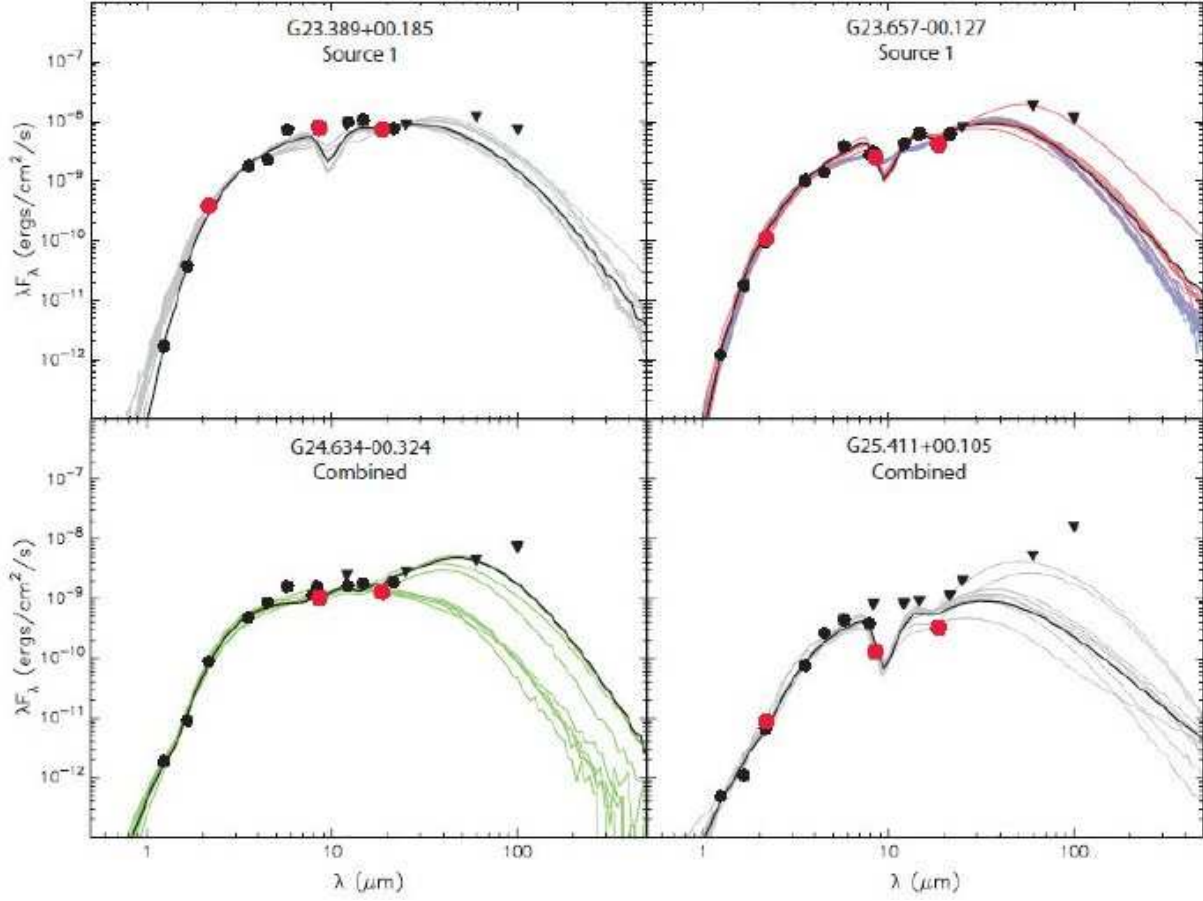 G23.389+00.185
Source 1
G23.657-00.127
Source 1
10⁻⁷
10⁻⁸
10⁻⁹
10⁻¹⁰
10⁻¹¹
10⁻¹²
λF_λ (ergs/cm²/s)
G24.634-00.324
Combined
G25.411+00.105
Combined
10⁻⁷
10⁻⁸
10⁻⁹
10⁻¹⁰
10⁻¹¹
10⁻¹²
λF_λ (ergs/cm²/s)
1 10 100
1 10 100
λ (μm)
λ (μm)